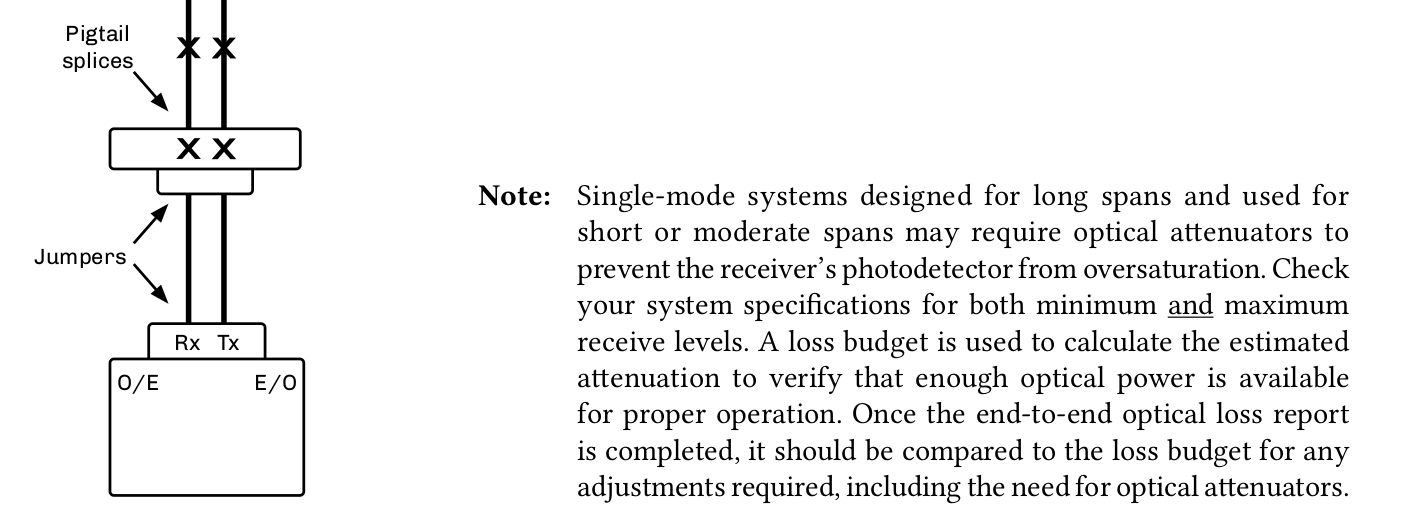 Pigtail
splices
X X
X X
Jumpers
Rx Tx
O/E E/O
Note: Single-mode systems designed for long spans and used for
short or moderate spans may require optical attenuators to
prevent the receiver’s photodetector from oversaturation. Check
your system specifications for both minimum and maximum
receive levels. A loss budget is used to calculate the estimated
attenuation to verify that enough optical power is available
for proper operation. Once the end-to-end optical loss report
is completed, it should be compared to the loss budget for any
adjustments required, including the need for optical attenuators.